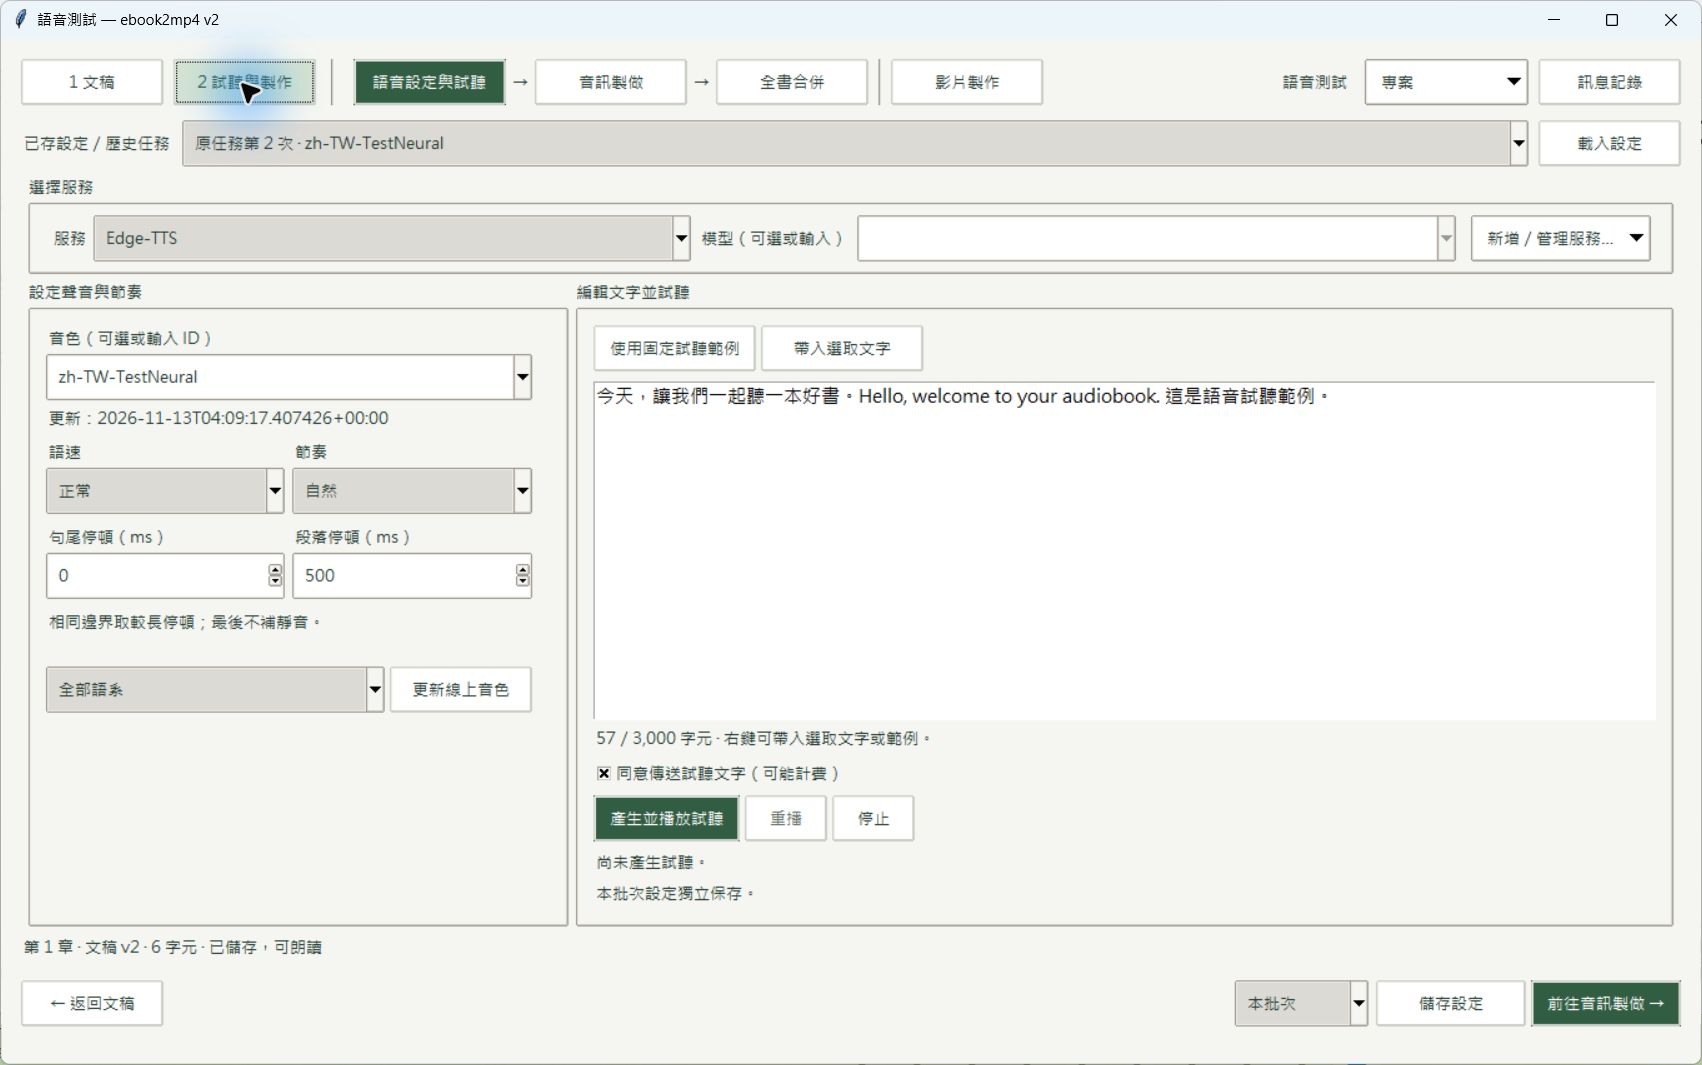 語音測試 — ebook2mp4 v2
1 文稿
2 試聽與製作
語音設定與試聽
→
音訊製做
→
全書合併
影片製作
語音測試
專案
訊息記錄
已存設定 / 歷史任務
原任務第 2 次 · zh-TW-TestNeural
載入設定
選擇服務
服務
Edge-TTS
模型（可選或輸入）
新增 / 管理服務...
設定聲音與節奏
音色（可選或輸入 ID）
zh-TW-TestNeural
更新：2026-11-13T04:09:17.407426+00:00
語速
節奏
正常
自然
句尾停頓（ms）
段落停頓（ms）
0
500
相同邊界取較長停頓；最後不補靜音。
全部語系
更新線上音色
編輯文字並試聽
使用固定試聽範例
帶入選取文字
今天，讓我們一起聽一本好書。Hello, welcome to your audiobook. 這是語音試聽範例。
57 / 3,000 字元 · 右鍵可帶入選取文字或範例。
同意傳送試聽文字（可能計費）
產生並播放試聽
重播
停止
尚未產生試聽。
本批次設定獨立保存。
第 1 章 · 文稿 v2 · 6 字元 · 已儲存，可朗讀
← 返回文稿
本批次
儲存設定
前往音訊製做 →